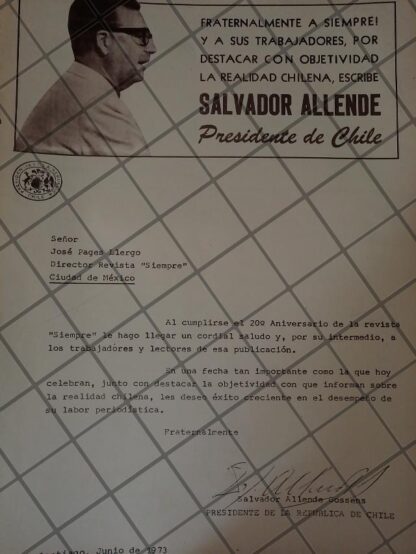 FRATERNALMENTE A SIEMPRE!
Y A SUS TRABAJADORES, POR
DESTACAR CON OBJETIVIDAD
LA REALIDAD CHILENA, ESCRIBE
SALVADOR ALLENDE
Presidente de Chile
Señor
José Pages Llergo
Director Revista "Siempre"
Ciudad de México
Al cumplirse el 20º Aniversario de la revista
"Siempre" le hago llegar un cordial saludo y, por su intermedio, a
los trabajadores y lectores de esa publicación.
En una fecha tan importante como la que hoy
celebran, junto con destacar la objetividad con que informan sobre
la realidad chilena, les deseo éxito creciente en el desempeño de
su labor periodística.
Fraternalmente
Salvador Allende Gossens
PRESIDENTE DE LA REPUBLICA DE CHILE
Junio de 1973